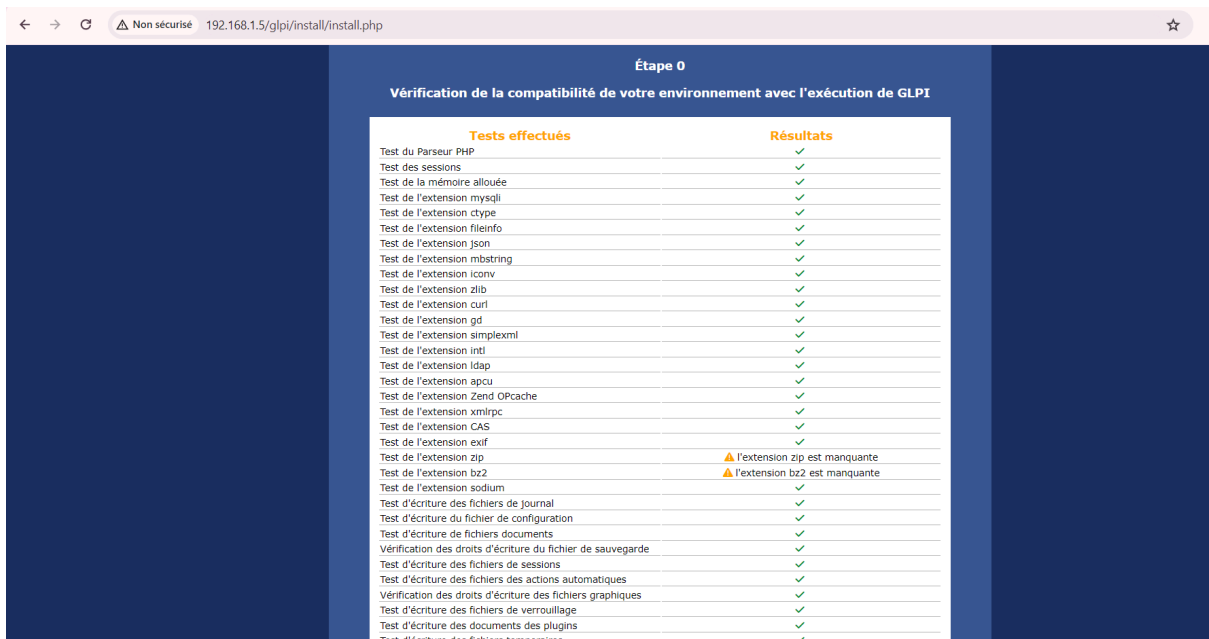 Non sécurisé 192.168.1.5/glpi/install/install.php
Étape 0
Vérification de la compatibilité de votre environnement avec l'exécution de GLPI
Tests effectués Résultats
Test du Parseur PHP
Test des sessions
Test de la mémoire allouée
Test de l'extension mysqli
Test de l'extension ctype
Test de l'extension fileinfo
Test de l'extension json
Test de l'extension mbstring
Test de l'extension iconv
Test de l'extension zlib
Test de l'extension curl
Test de l'extension gd
Test de l'extension simplexml
Test de l'extension intl
Test de l'extension ldap
Test de l'extension apcu
Test de l'extension Zend OPcache
Test de l'extension xmlrpc
Test de l'extension CAS
Test de l'extension exif
Test de l'extension zip l'extension zip est manquante
Test de l'extension bz2 l'extension bz2 est manquante
Test de l'extension sodium
Test d'écriture des fichiers de journal
Test d'écriture du fichier de configuration
Test d'écriture de fichiers documents
Vérification des droits d'écriture du fichier de sauvegarde
Test d'écriture des fichiers de sessions
Test d'écriture des fichiers des actions automatiques
Vérification des droits d'écriture des fichiers graphiques
Test d'écriture des fichiers de verrouillage
Test d'écriture des documents des plugins
Test d'écriture des fichiers temporaires